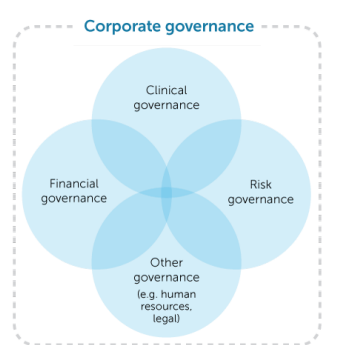 Corporate governance
Clinical
governance
Financial
governance
Risk
governance
Other
governance
(e.g. human
resources,
legal)